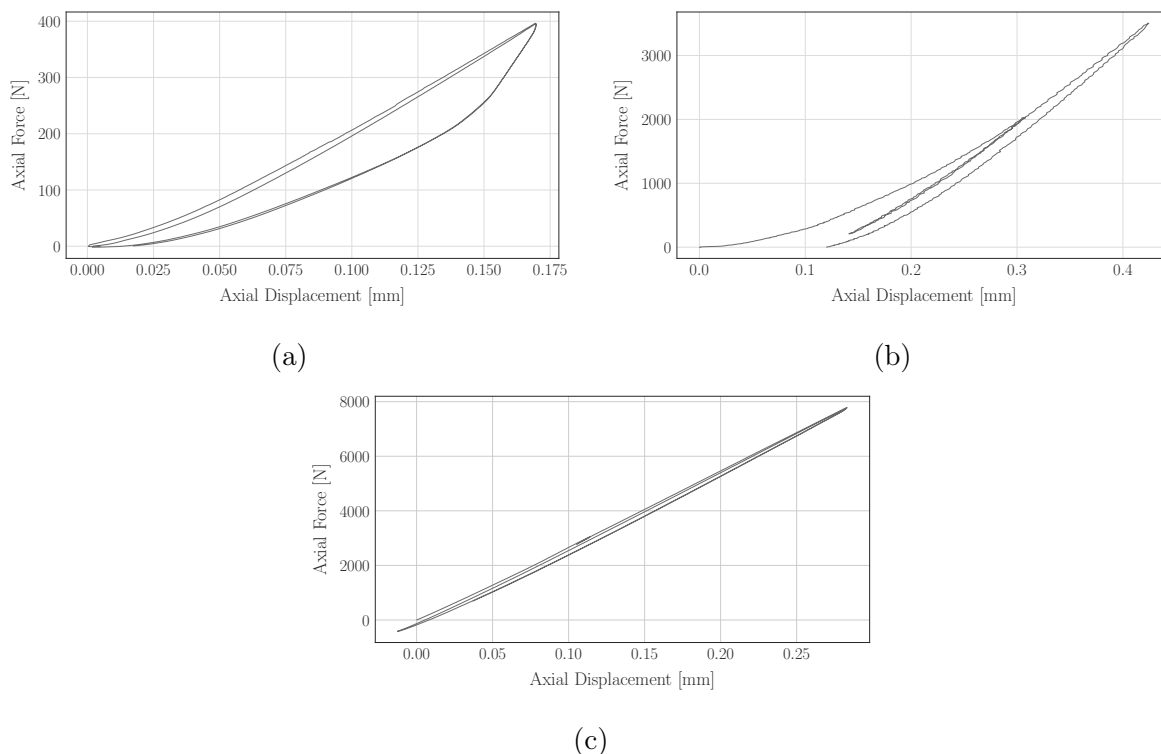 400
300
200
100
0
Axial Force [N]
0.000 0.025 0.050 0.075 0.100 0.125 0.150 0.175
Axial Displacement [mm]
(a)
3000
2000
1000
0
Axial Force [N]
0.0 0.1 0.2 0.3 0.4
Axial Displacement [mm]
(b)
8000
6000
4000
2000
0
Axial Force [N]
0.00 0.05 0.10 0.15 0.20 0.25
Axial Displacement [mm]
(c)